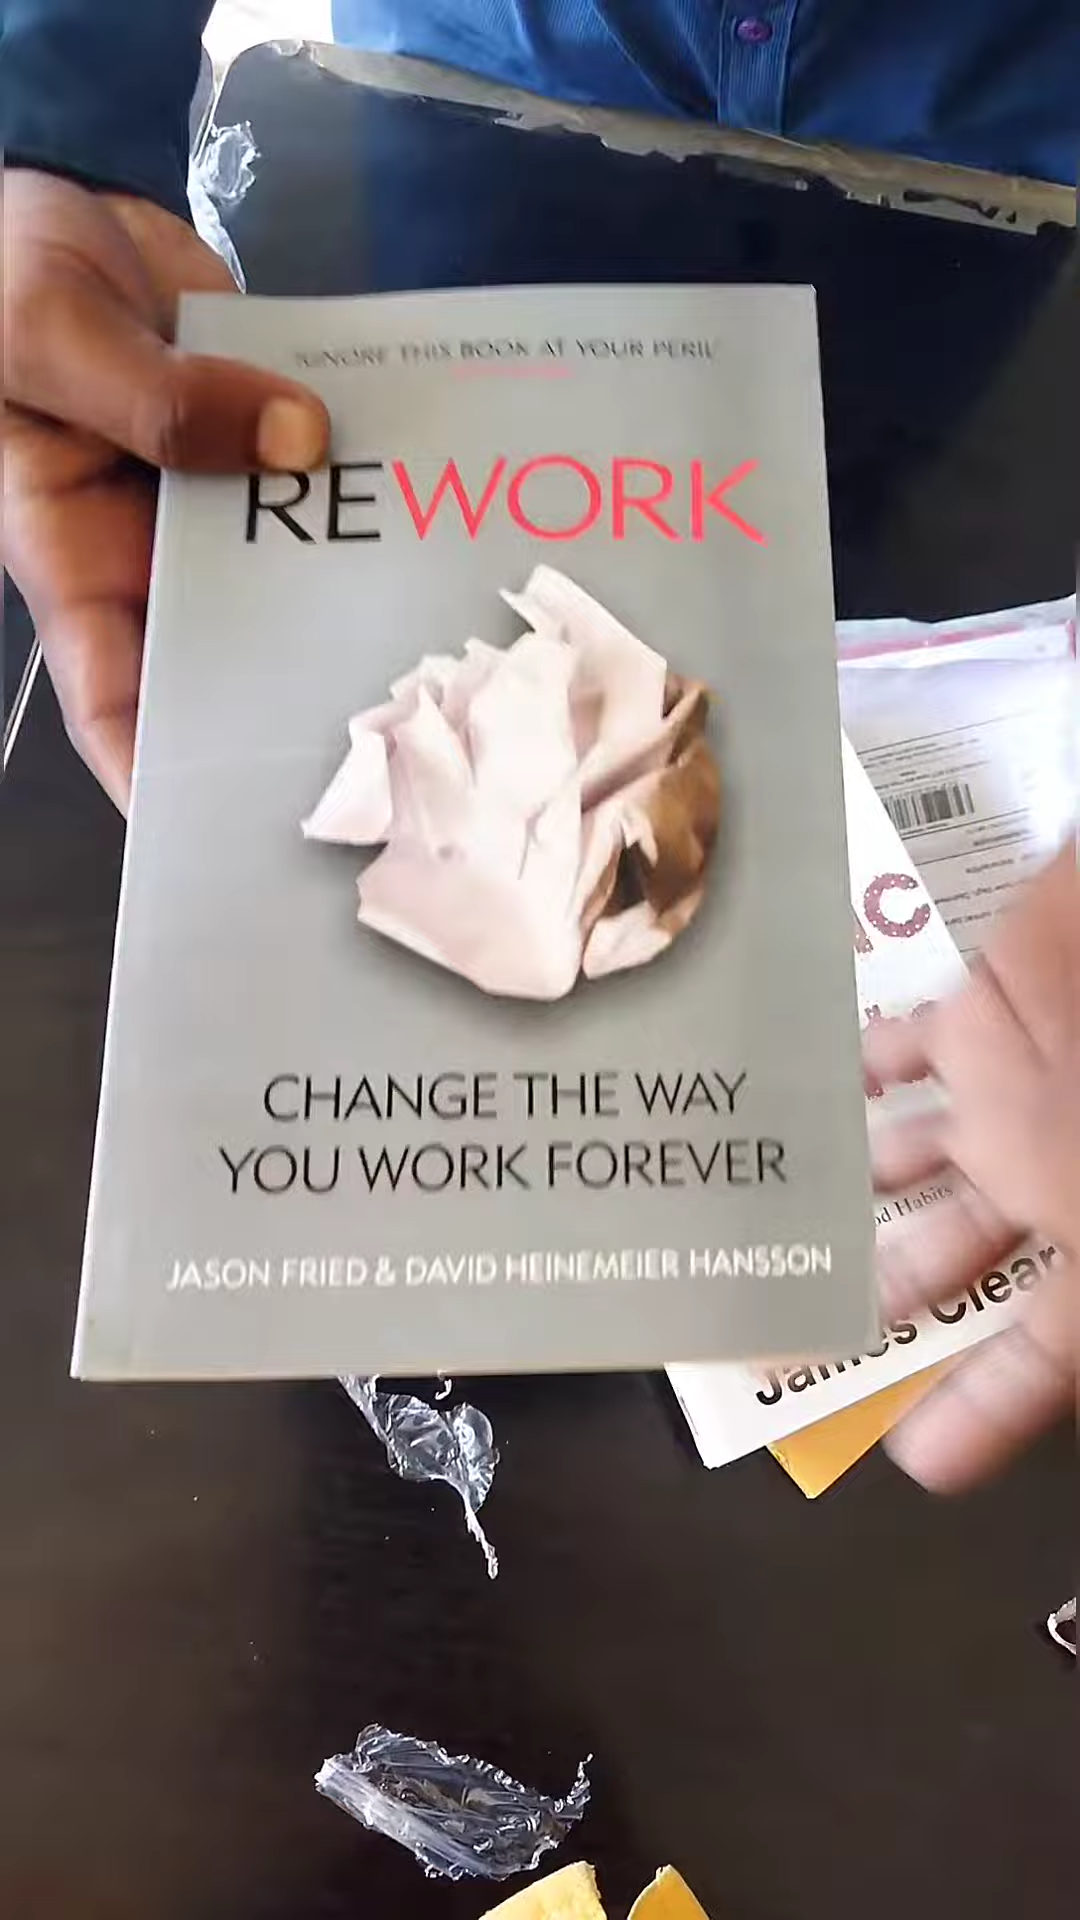 'IGNORE THIS BOOK AT YOUR PERIL'
REWORK
CHANGE THE WAY
YOU WORK FOREVER
JASON FRIED & DAVID HEINEMEIER HANSSON
Habits
James Clear